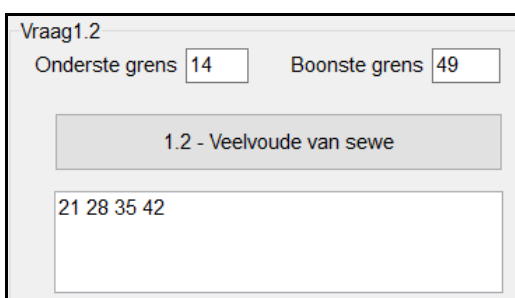 Vraag1.2
Onderste grens 14 Boonste grens 49
1.2 - Veelvoude van sewe
21 28 35 42